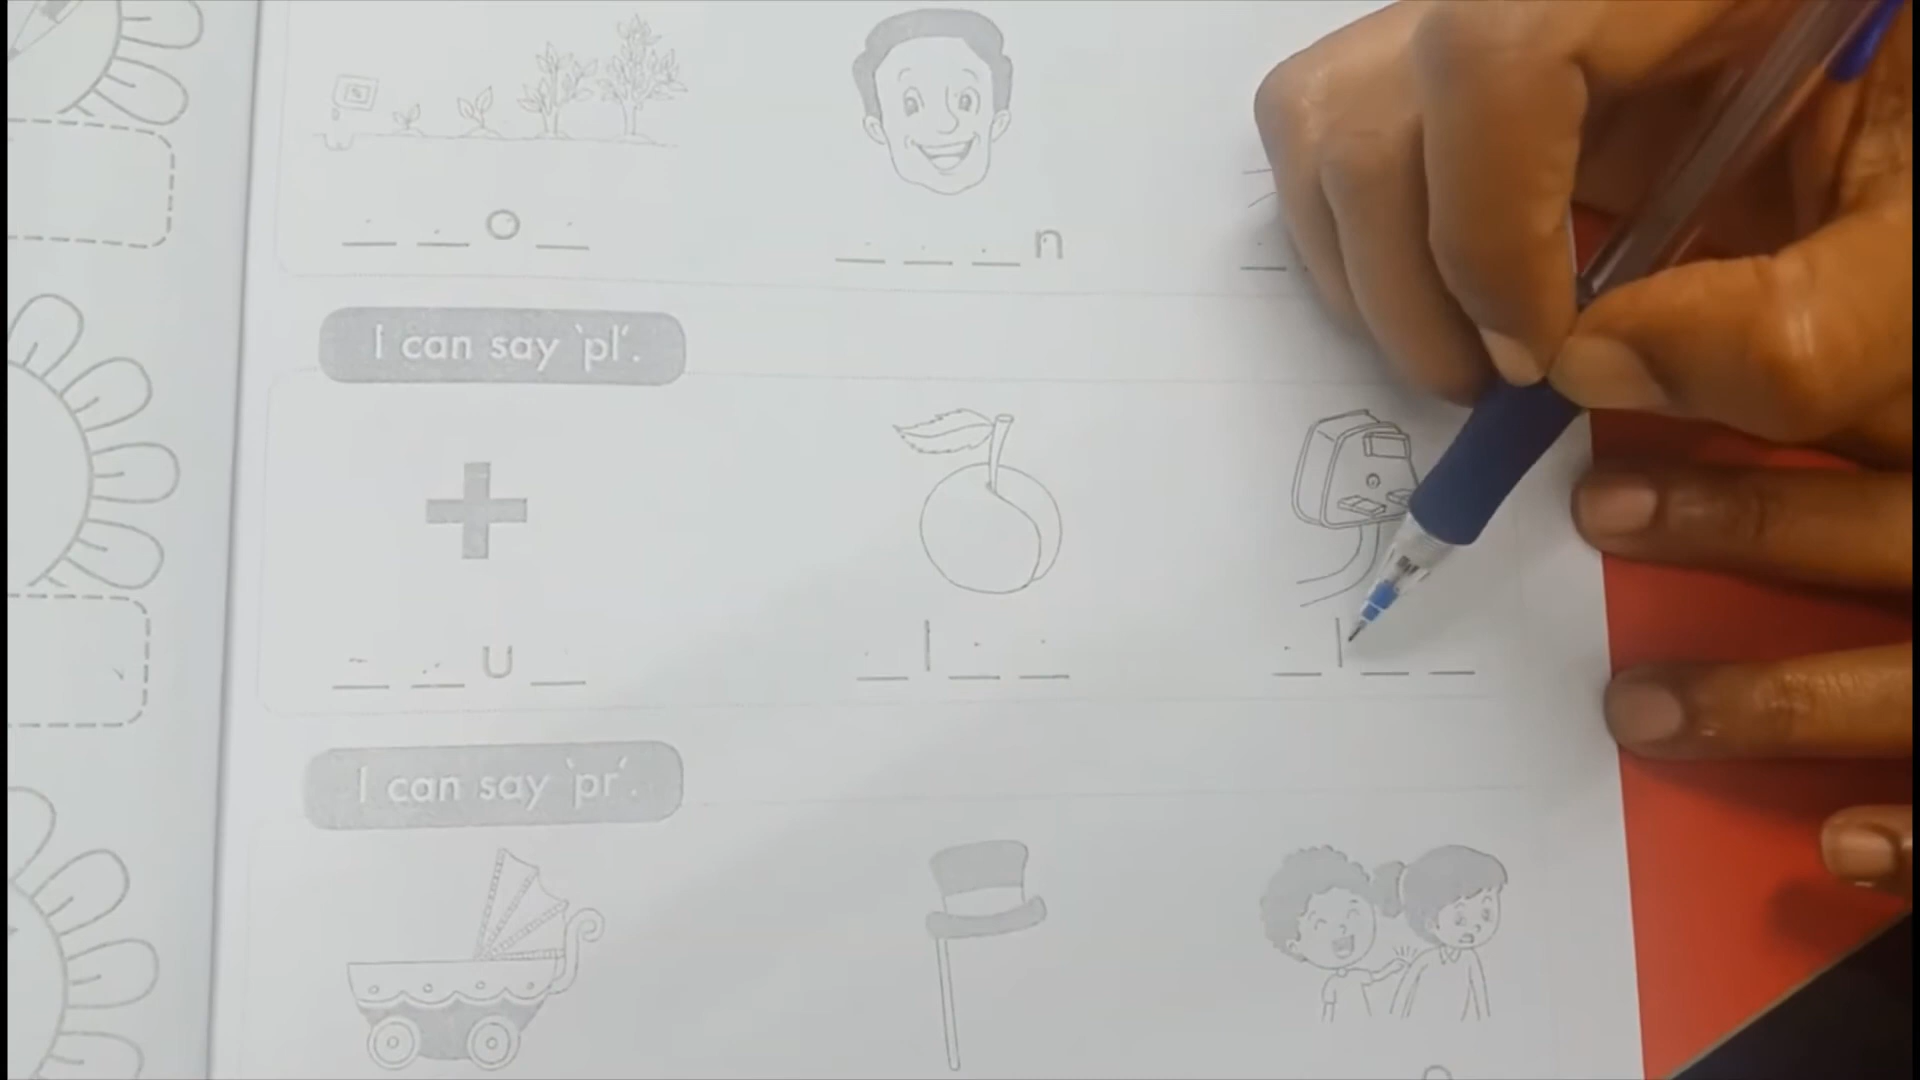 _ _ o _
_ _ _ n
_
I can say 'pl'.
_ _ u _
_ l _ _
_ l _ _
I can say 'pr'.